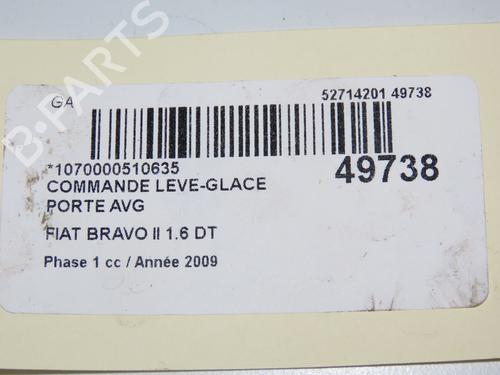 GA
52714201 49738
*1070000510635
49738
COMMANDE LEVE-GLACE
PORTE AVG
FIAT BRAVO II 1.6 DT
Phase 1 cc / Année 2009
B-PARTS